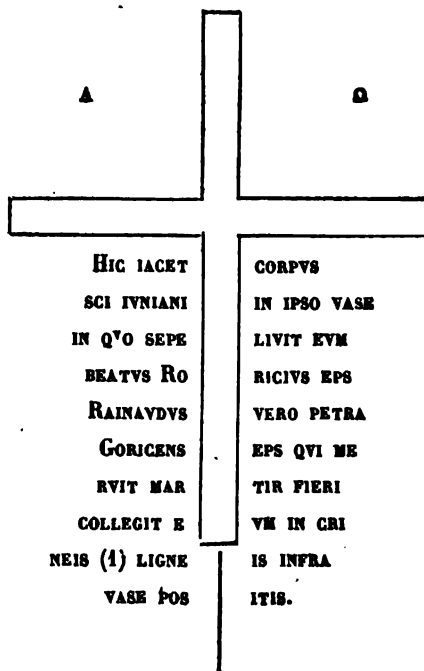 A Ω
HIC IACET CORPVS
SCI IVNIANI IN IPSO VASE
IN QVO SEPE LIVIT EVM
BEATVS RO RICIVS EPS
RAINAVDVS VERO PETRA
GORICENS EPS QVI ME
RVIT MAR TIR FIERI
COLLEGIT E VM IN CRI
NEIS (1) LIGNE IS INFRA
VASE POS ITIS.